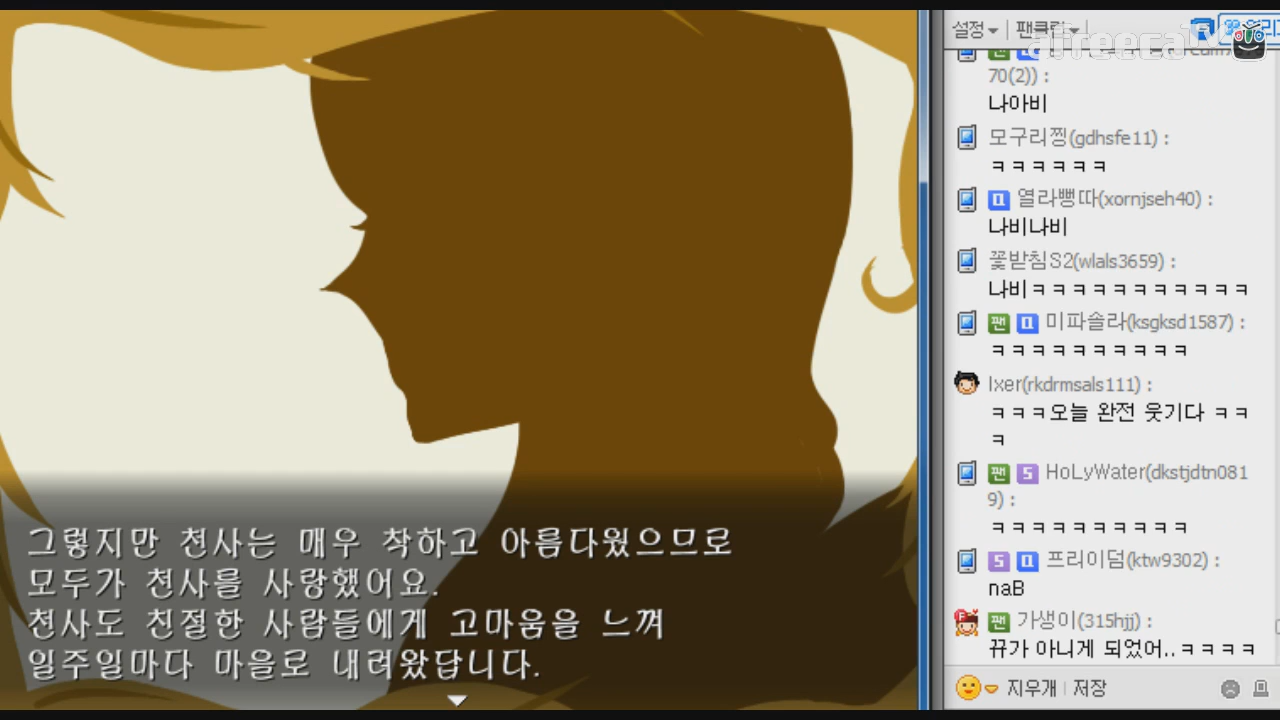 그렇지만 천사는 매우 착하고 아름다웠으므로
모두가 천사를 사랑했어요.
천사도 친절한 사람들에게 고마움을 느껴
일주일마다 마을로 내려왔답니다.
설정
afreecaTV
70(2)) :
나아비
모구리찡(gdhsfe11) :
ㅋㅋㅋㅋㅋㅋ
열라뺑따(xornjseh40) :
나비나비
꽃받침S2(wlals3659) :
나비ㅋㅋㅋㅋㅋㅋㅋㅋㅋㅋㅋ
팬 미파솔라(ksgksd1587) :
ㅋㅋㅋㅋㅋㅋㅋㅋㅋㅋ
lxer(rkdrmsals111) :
ㅋㅋㅋ오늘 완전 웃기다 ㅋㅋ
ㅋ
팬 S HoLyWater(dkstjdtn081
9) :
ㅋㅋㅋㅋㅋㅋㅋㅋㅋㅋ
S 프리이덤(ktw9302) :
naB
팬 가생이(315hjj) :
뀨가 아니게 되었어..ㅋㅋㅋㅋ
지우개 저장